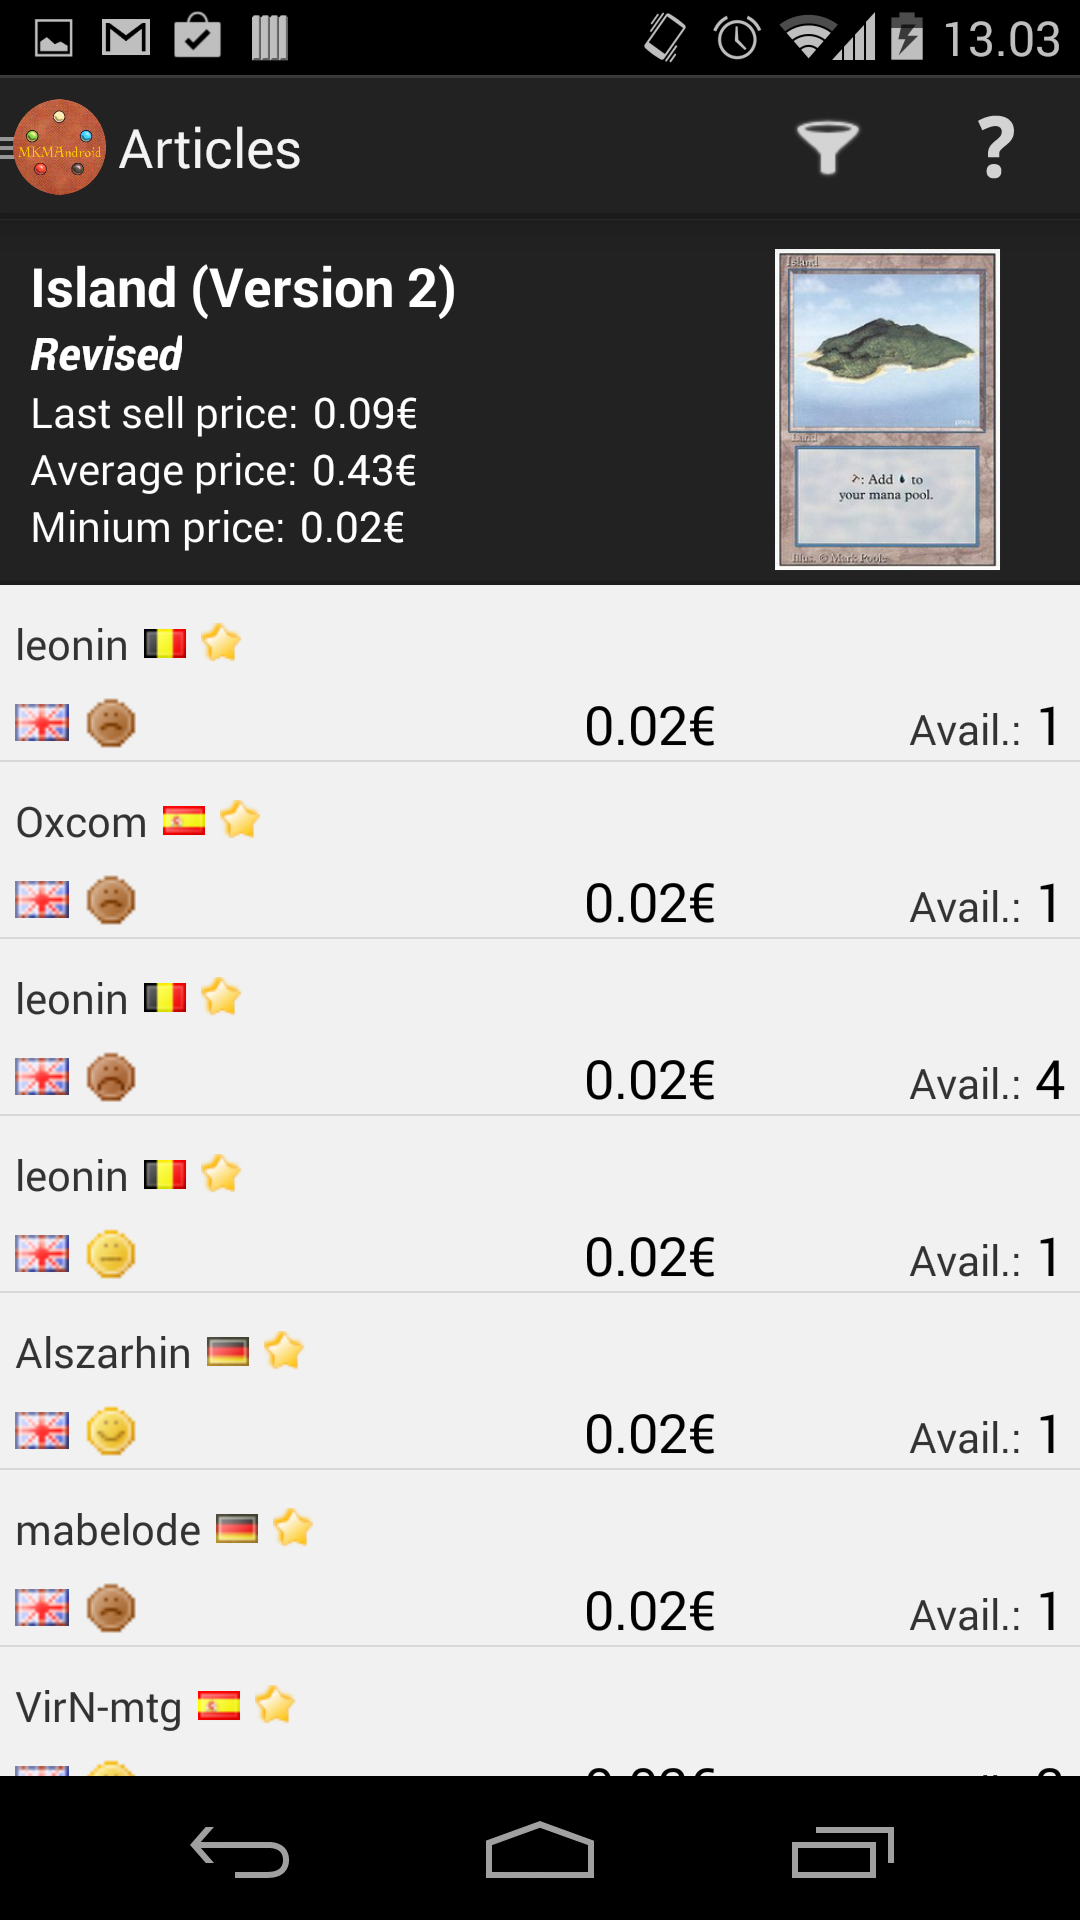 13.03
MKMAndroid
Articles
Island (Version 2)
Revised
Last sell price: 0.09€
Average price: 0.43€
Minium price: 0.02€
Island
Land
: Add to
your mana pool.
Illus. © Mark Poole
leonin
0.02€ Avail.: 1
Oxcom
0.02€ Avail.: 1
leonin
0.02€ Avail.: 4
leonin
0.02€ Avail.: 1
Alszarhin
0.02€ Avail.: 1
mabelode
0.02€ Avail.: 1
VirN-mtg